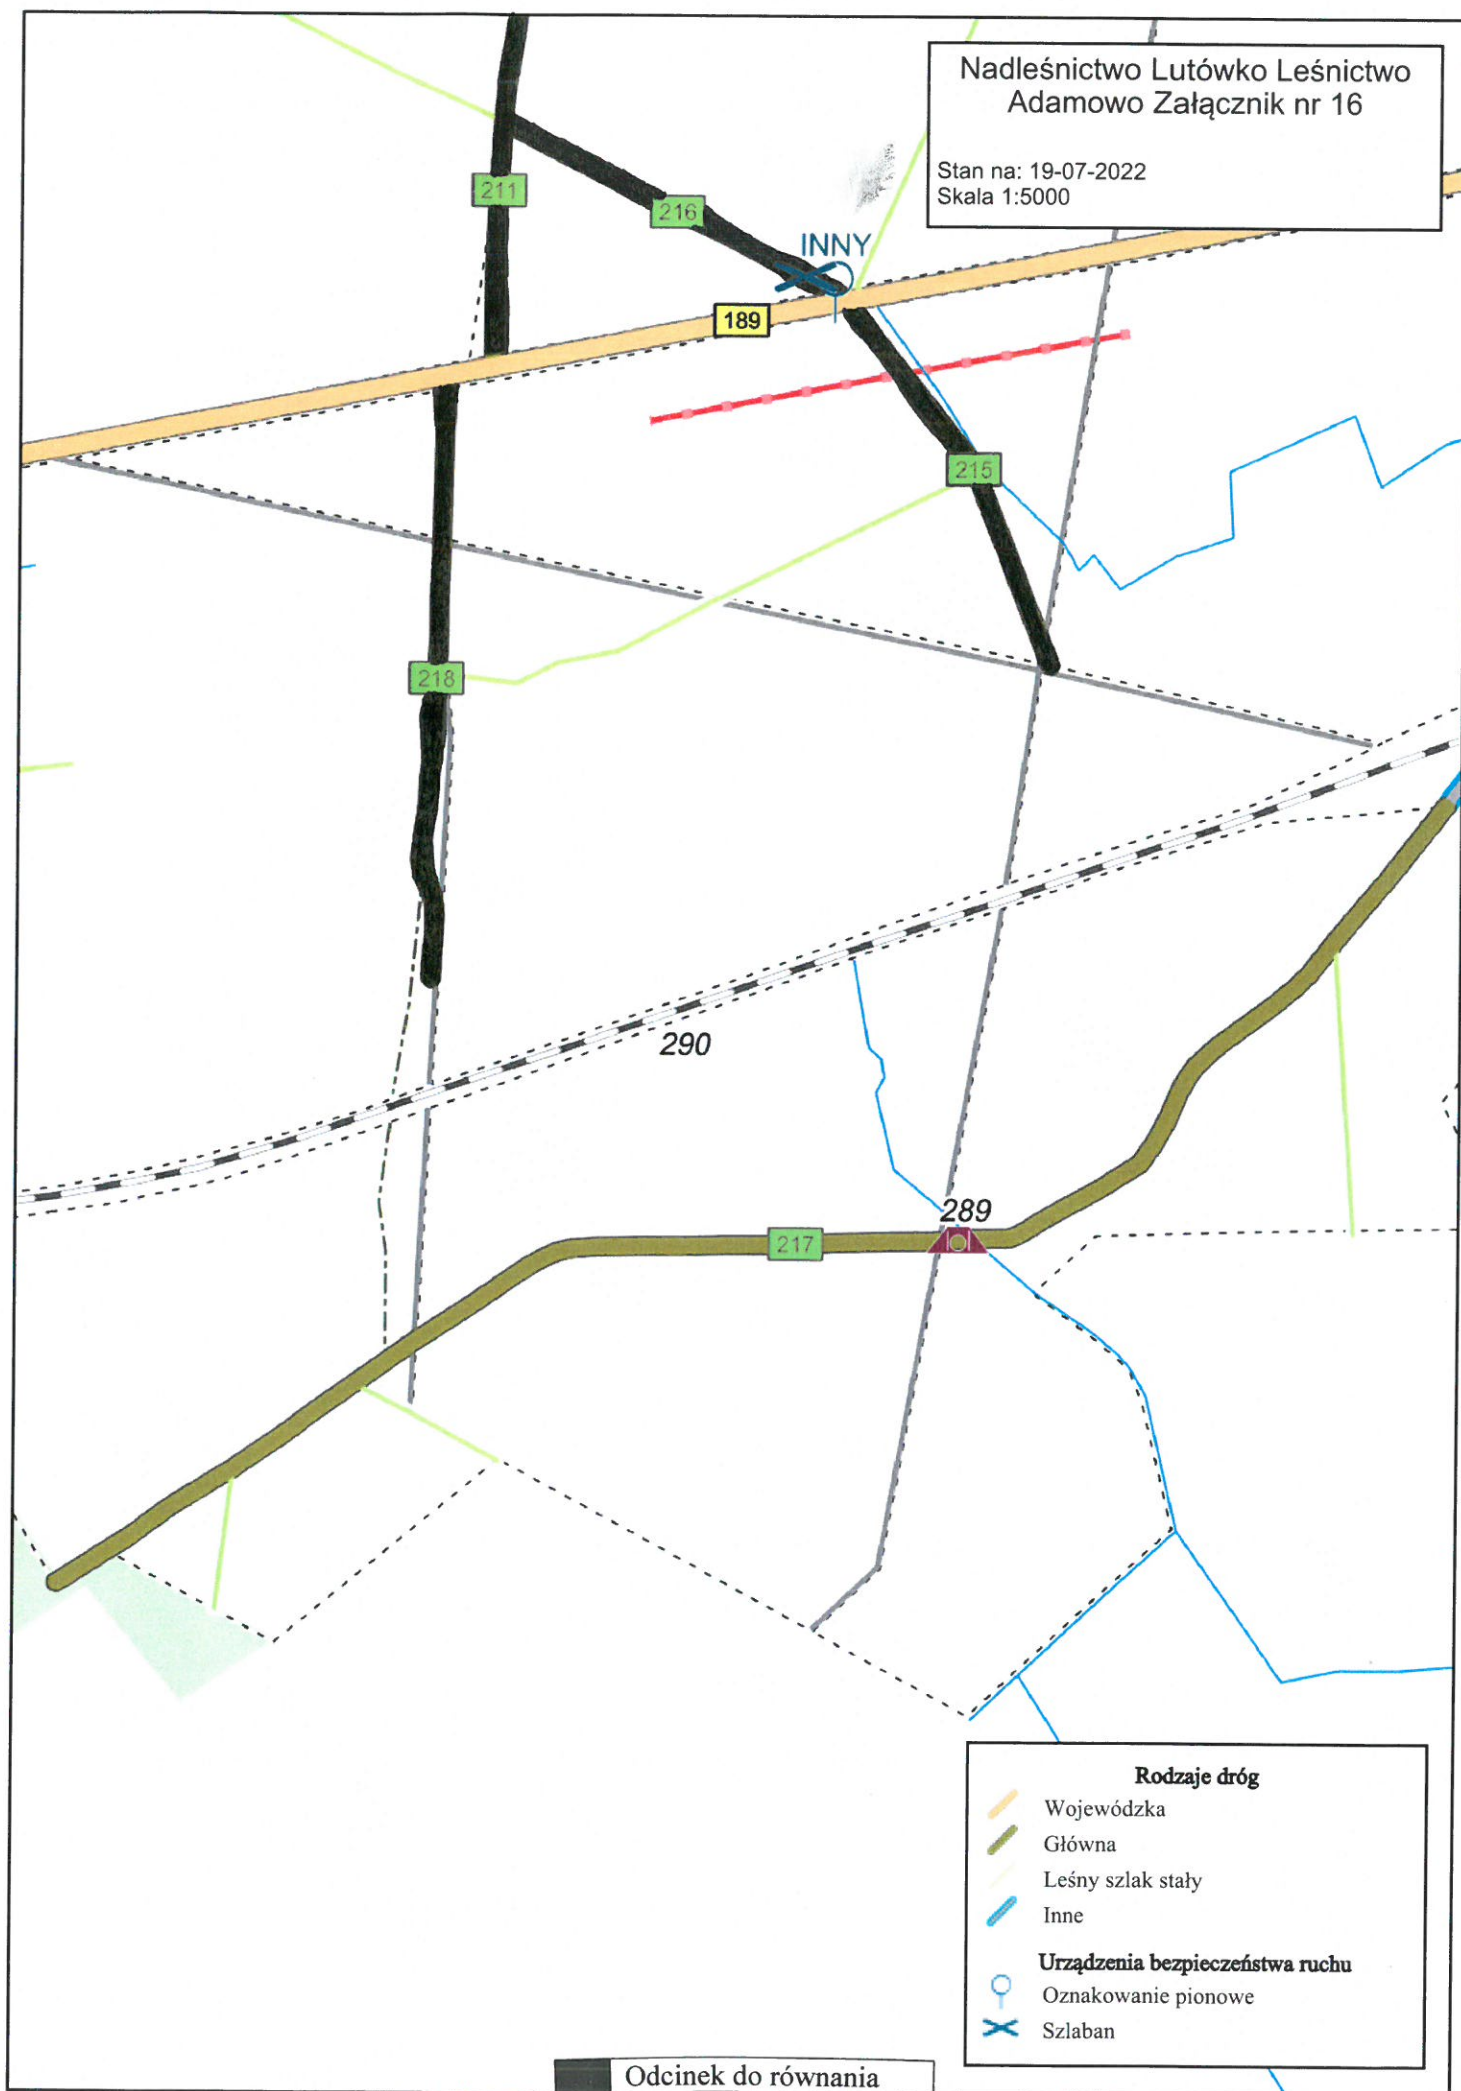 Nadleśnictwo Lutówko Leśnictwo
Adamowo Załącznik nr 16
Stan na: 19-07-2022
Skala 1:5000
211
216
INNY
189
215
218
290
289
217
Rodzaje dróg
Wojewódzka
Główna
Leśny szlak stały
Inne
Urządzenia bezpieczeństwa ruchu
Oznakowanie pionowe
Szlaban
Odcinek do równania